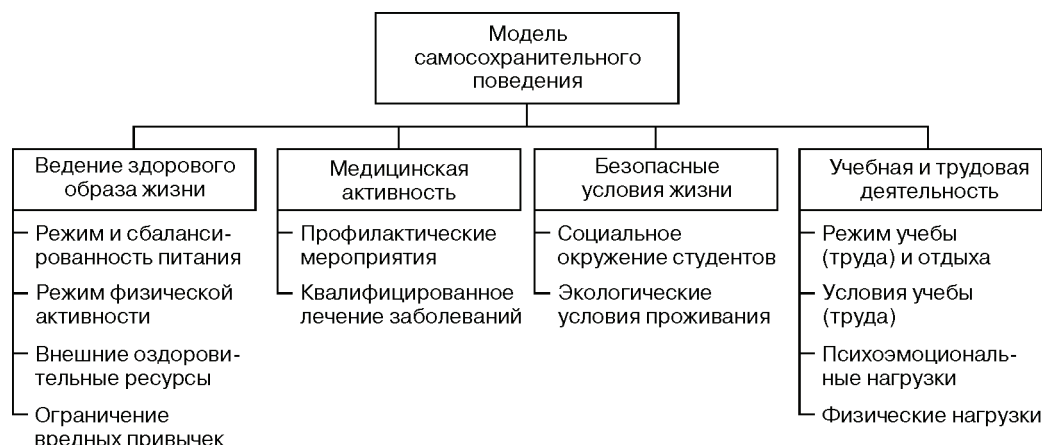 Модель
самосохранительного
поведения
Ведение здорового
образа жизни
Режим и сбаланси-
рованность питания
Режим физической
активности
Внешние оздорови-
тельные ресурсы
Ограничение
вредных привычек
Медицинская
активность
Профилактические
мероприятия
Квалифицированное
лечение заболеваний
Безопасные
условия жизни
Социальное
окружение студентов
Экологические
условия проживания
Учебная и трудовая
деятельность
Режим учебы
(труда) и отдыха
Условия учебы
(труда)
Психоэмоциональ-
ные нагрузки
Физические нагрузки